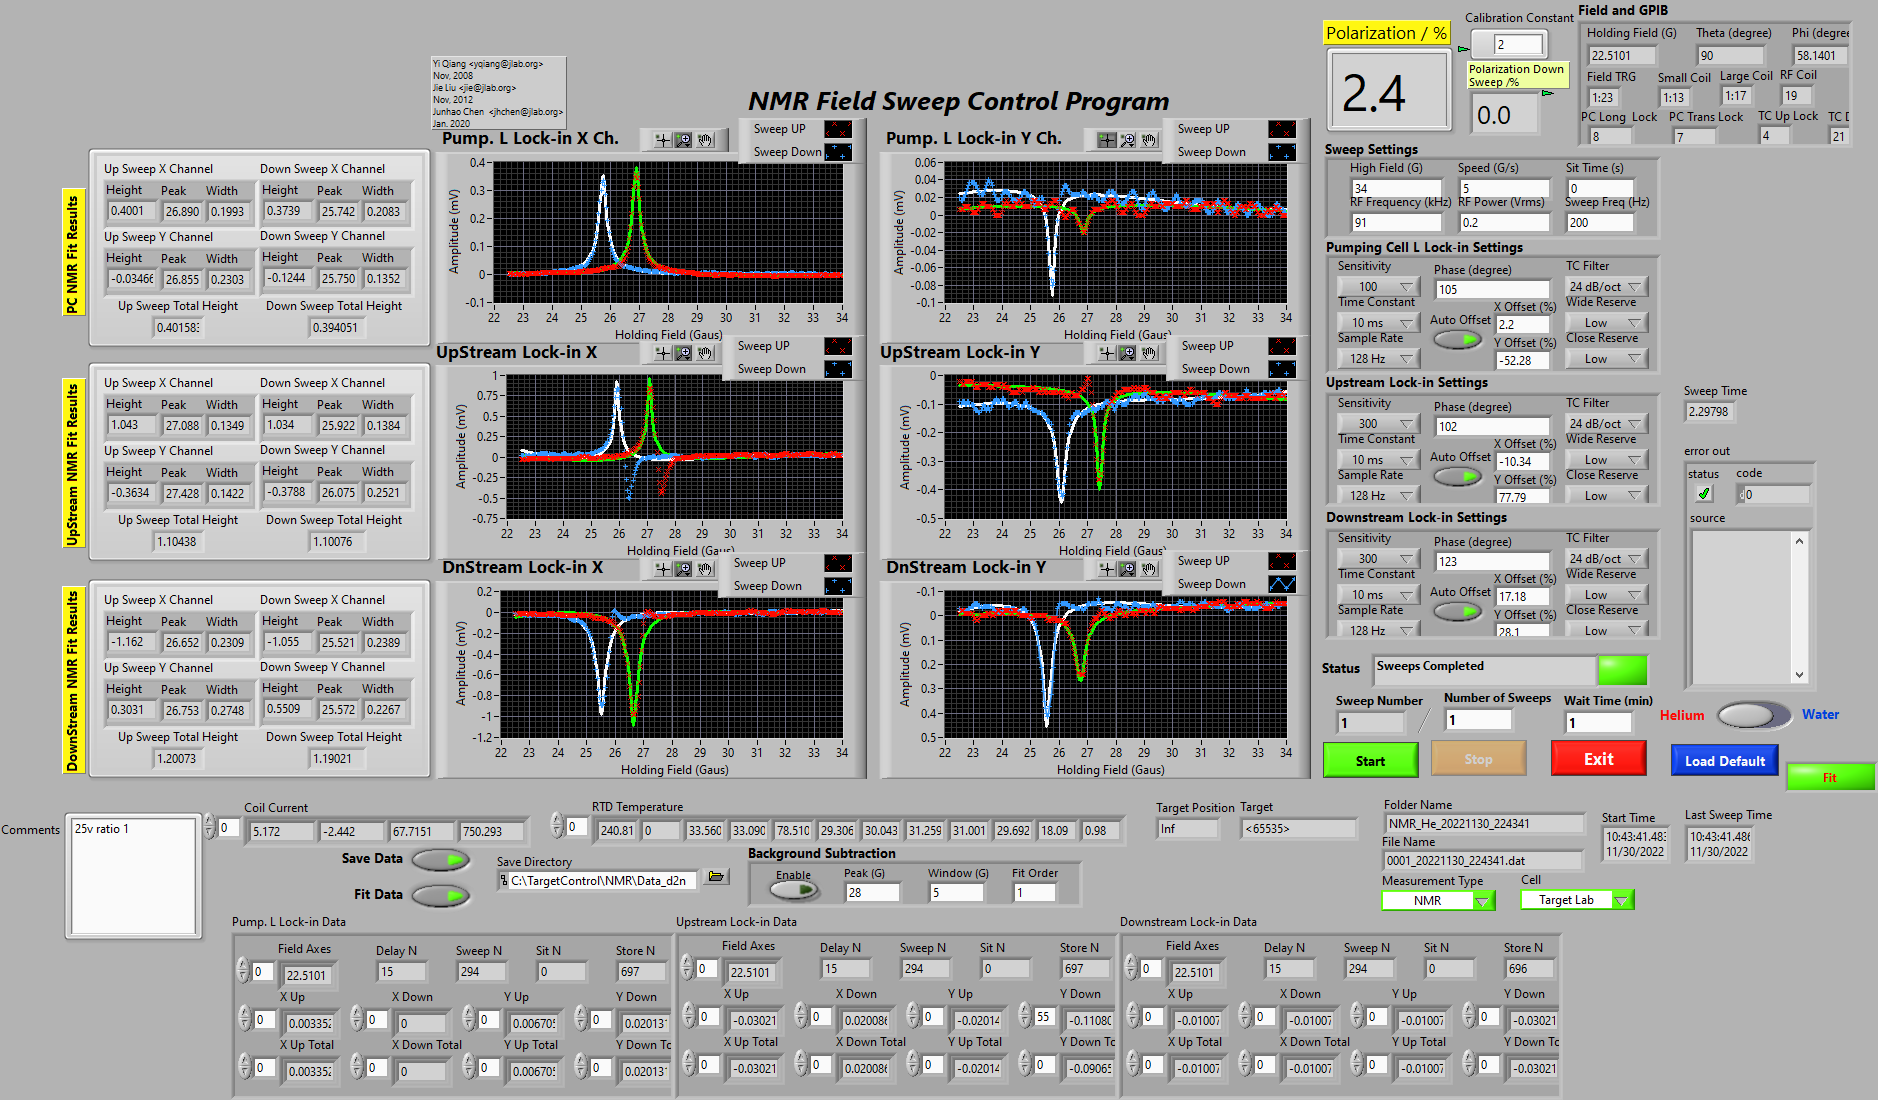 NMR Field Sweep Control Program
Yi Qiang <yqiang@jlab.org>
Nov, 2008
Jie Liu <jie@jlab.org>
Nov, 2012
Junhao Chen <jhchen@jlab.org>
Jan. 2020
PC NMR Fit Results
Up Sweep X Channel
Height Peak Width
0.4001 26.890 0.1993
Down Sweep X Channel
Height Peak Width
0.3739 25.742 0.2083
Up Sweep Y Channel
Height Peak Width
-0.03466 26.855 0.2303
Down Sweep Y Channel
Height Peak Width
-0.1244 25.750 0.1352
Up Sweep Total Height
0.40158
Down Sweep Total Height
0.394051
UpStream NMR Fit Results
Up Sweep X Channel
Height Peak Width
1.043 27.088 0.1349
Down Sweep X Channel
Height Peak Width
1.034 25.922 0.1384
Up Sweep Y Channel
Height Peak Width
-0.3634 27.428 0.1422
Down Sweep Y Channel
Height Peak Width
-0.3788 26.075 0.2521
Up Sweep Total Height
1.10438
Down Sweep Total Height
1.10076
DownStream NMR Fit Results
Up Sweep X Channel
Height Peak Width
-1.162 26.652 0.2309
Down Sweep X Channel
Height Peak Width
-1.055 25.521 0.2389
Up Sweep Y Channel
Height Peak Width
0.3031 26.753 0.2748
Down Sweep Y Channel
Height Peak Width
0.5509 25.572 0.2267
Up Sweep Total Height
1.20073
Down Sweep Total Height
1.19021
Pump. L Lock-in X Ch.
Sweep UP
Sweep Down
Amplitude (mV)
0.4
0.3
0.2
0.1
0
-0.1
22 23 24 25 26 27 28 29 30 31 32 33 34
Holding Field (Gaus)
Pump. L Lock-in Y Ch.
Sweep UP
Sweep Down
Amplitude (mV)
0.06
0.04
0.02
0
-0.02
-0.04
-0.06
-0.08
-0.1
22 23 24 25 26 27 28 29 30 31 32 33 34
Holding Field (Gaus)
UpStream Lock-in X
Sweep UP
Sweep Down
Amplitude (mV)
1
0.75
0.5
0.25
0
-0.25
-0.5
-0.75
22 23 24 25 26 27 28 29 30 31 32 33 34
Holding Field (Gaus)
UpStream Lock-in Y
Sweep UP
Sweep Down
Amplitude (mV)
0
-0.1
-0.2
-0.3
-0.4
-0.5
22 23 24 25 26 27 28 29 30 31 32 33 34
Holding Field (Gaus)
DnStream Lock-in X
Sweep UP
Sweep Down
Amplitude (mV)
0.2
0
-0.2
-0.4
-0.6
-0.8
-1
-1.2
22 23 24 25 26 27 28 29 30 31 32 33 34
Holding Field (Gaus)
DnStream Lock-in Y
Sweep UP
Sweep Down
Amplitude (mV)
-0.1
0
0.1
0.2
0.3
0.4
0.5
22 23 24 25 26 27 28 29 30 31 32 33 34
Holding Field (Gaus)
Polarization / %
2.4
Calibration Constant
2
Polarization Down
Sweep /%
0.0
Field and GPIB
Holding Field (G) Theta (degree) Phi (degree
22.5101 90 58.1401
Field TRG Small Coil Large Coil RF Coil
1:23 1:13 1:17 19
PC Long Lock PC Trans Lock TC Up Lock TC D
8 7 4 21
Sweep Settings
High Field (G) Speed (G/s) Sit Time (s)
34 5 0
RF Frequency (kHz) RF Power (Vrms) Sweep Freq (Hz)
91 0.2 200
Pumping Cell L Lock-in Settings
Sensitivity Phase (degree) TC Filter
100 105 24 dB/oct
Time Constant X Offset (%) Wide Reserve
10 ms Auto Offset 2.2 Low
Sample Rate Y Offset (%) Close Reserve
128 Hz -52.28 Low
Upstream Lock-in Settings
Sensitivity Phase (degree) TC Filter
300 102 24 dB/oct
Time Constant X Offset (%) Wide Reserve
10 ms Auto Offset -10.34 Low
Sample Rate Y Offset (%) Close Reserve
128 Hz 77.79 Low
Downstream Lock-in Settings
Sensitivity Phase (degree) TC Filter
300 123 24 dB/oct
Time Constant X Offset (%) Wide Reserve
10 ms Auto Offset 17.18 Low
Sample Rate Y Offset (%) Close Reserve
128 Hz 28.1 Low
Sweep Time
2.29798
error out
status code
0
source
Status Sweeps Completed
Sweep Number Number of Sweeps Wait Time (min)
1 / 1 1
Helium Water
Start Stop Exit Load Default Fit
Comments
25v ratio 1
Coil Current
0 5.172 -2.442 67.7151 750.293
RTD Temperature
0 240.81 0 33.560 33.090 78.510 29.306 30.043 31.259 31.001 29.692 18.09 0.98
Target Position Target
Inf <65535>
Folder Name
NMR_He_20221130_224341
File Name
0001_20221130_224341.dat
Start Time
10:43:41.48
11/30/2022
Last Sweep Time
10:43:41.48
11/30/2022
Measurement Type Cell
NMR Target Lab
Save Data
Fit Data
Save Directory
C:\TargetControl\NMR\Data_d2n
Background Subtraction
Enable Peak (G) Window (G) Fit Order
28 5 1
Pump. L Lock-in Data
Field Axes Delay N Sweep N Sit N Store N
0 22.5101 15 294 0 697
X Up X Down Y Up Y Down
0 0.003352 0 0 0 0.006705 0 0.02013
X Up Total X Down Total Y Up Total Y Down To
0 0.003352 0 0 0 0.006705 0 0.02013
Upstream Lock-in Data
Field Axes Delay N Sweep N Sit N Store N
0 22.5101 15 294 0 697
X Up X Down Y Up Y Down
0 -0.03021 0 0.020086 0 -0.02014 55 -0.11080
X Up Total X Down Total Y Up Total Y Down To
0 -0.03021 0 0.020086 0 -0.02014 0 -0.09065
Downstream Lock-in Data
Field Axes Delay N Sweep N Sit N Store N
0 22.5101 15 294 0 696
X Up X Down Y Up Y Down
0 -0.01007 0 -0.01007 0 -0.01007 0 -0.03021
X Up Total X Down Total Y Up Total Y Down To
0 -0.01007 0 -0.01007 0 -0.01007 0 -0.03021